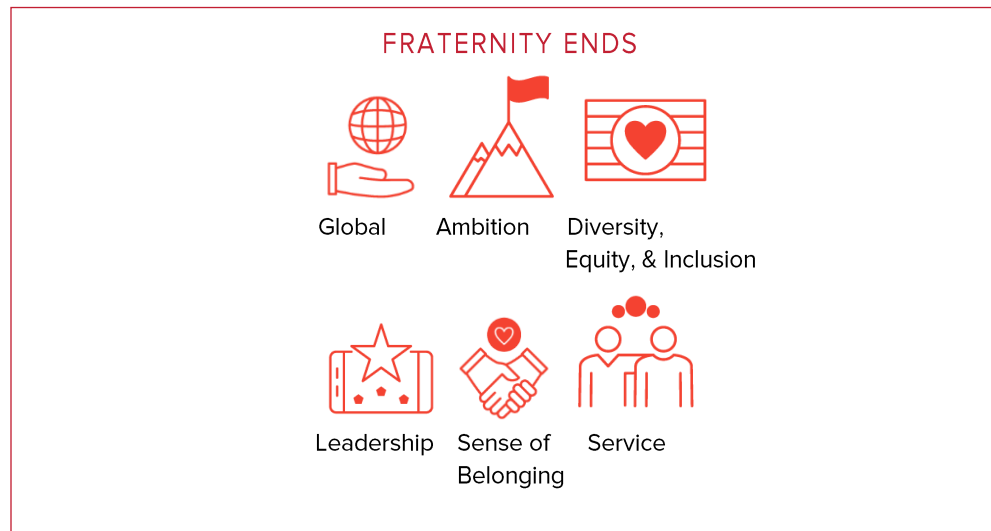 FRATERNITY ENDS
Global
Ambition
Diversity,
Equity, & Inclusion
Leadership
Sense of
Belonging
Service